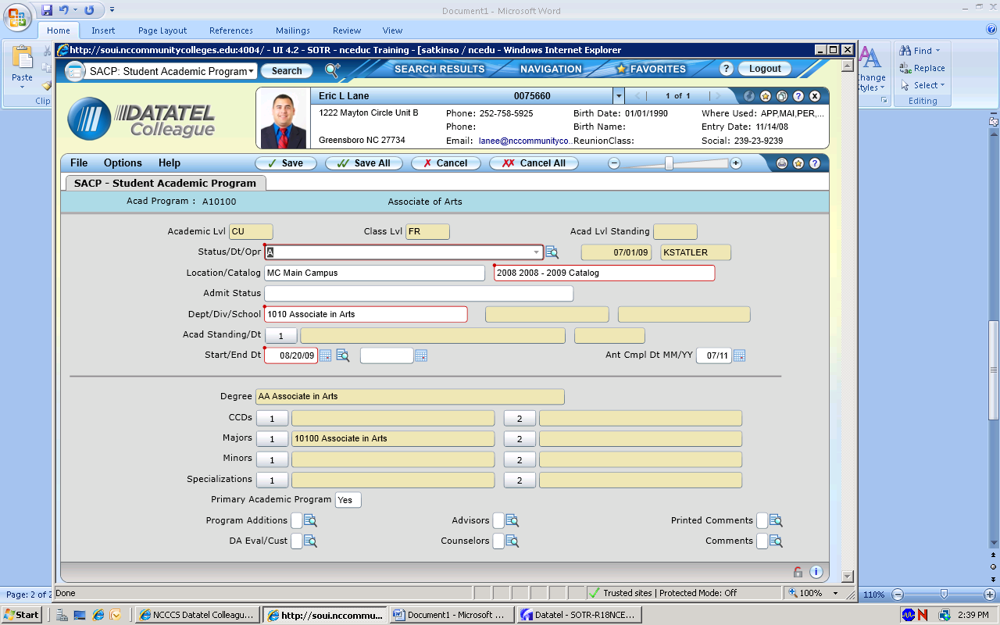 Document1 - Microsoft Word
Home Insert Page Layout References Mailings Review View
Paste
Clip
Change
Styles
Find
Replace
Select
Editing
http://soui.nccommunitycolleges.edu:4004/ - UI 4.2 - SOTR - nceduc Training - [satkinso / ncedu - Windows Internet Explorer
SACP: Student Academic Program Search SEARCH RESULTS NAVIGATION FAVORITES ? Logout
DATATEL
Colleague
Eric L Lane 0075660 1 of 1
1222 Mayton Circle Unit B Phone: 252-758-5925 Birth Date: 01/01/1990 Where Used: APP,MAI,PER,...
Phone: Birth Name: Entry Date: 11/14/08
Greensboro NC 27734 Email: lanee@nccommunityco.. ReunionClass: Social: 239-23-9239
File Options Help Save Save All Cancel Cancel All
SACP - Student Academic Program
Acad Program : A10100 Associate of Arts
Academic Lvl CU Class Lvl FR Acad Lvl Standing
Status/Dt/Opr A 07/01/09 KSTATLER
Location/Catalog MC Main Campus 2008 2008 - 2009 Catalog
Admit Status
Dept/Div/School 1010 Associate in Arts
Acad Standing/Dt 1
Start/End Dt 08/20/09 Ant Cmpl Dt MM/YY 07/11
Degree AA Associate in Arts
CCDs 1 2
Majors 1 10100 Associate in Arts 2
Minors 1 2
Specializations 1 2
Primary Academic Program Yes
Program Additions Advisors Printed Comments
DA Eval/Cust Counselors Comments
Done Trusted sites | Protected Mode: Off 100%
Page: 2 of 2 110%
Start NCCCS Datatel Colleagu... http://soui.nccommu... Document1 - Microsoft ... Datatel - SOTR-R18NCE... 2:39 PM